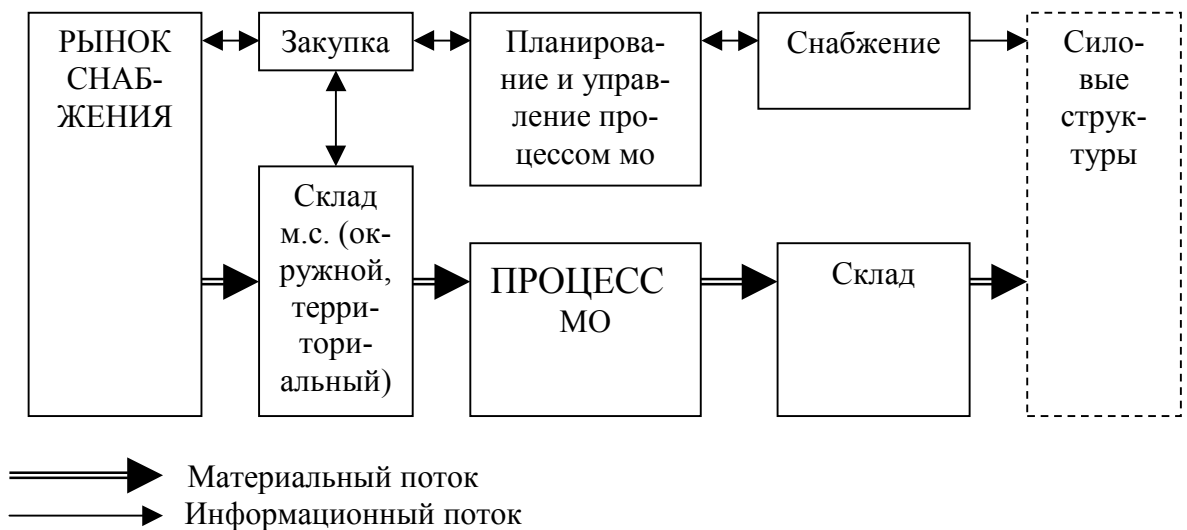 РЫНОК
СНАБ-
ЖЕНИЯ
Закупка
Планирова-
ние и управ-
ление про-
цессом мо
Снабжение
Сило-
вые
струк-
туры
Склад
м.с. (ок-
ружной,
терри-
тори-
альный)
ПРОЦЕСС
МО
Склад
Материальный поток
Информационный поток